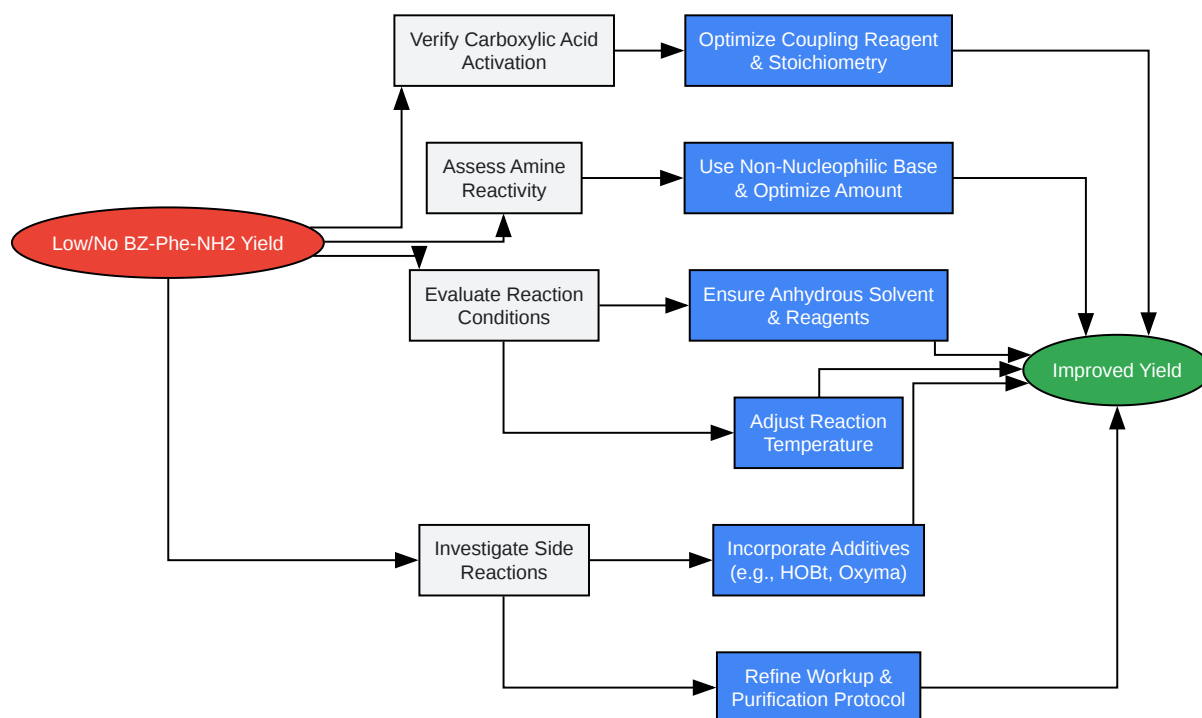 Verify Carboxylic Acid
Activation
Optimize Coupling Reagent
& Stoichiometry
Assess Amine
Reactivity
Use Non-Nucleophilic Base
& Optimize Amount
Low/No BZ-Phe-NH2 Yield
Evaluate Reaction
Conditions
Ensure Anhydrous Solvent
& Reagents
Improved Yield
Adjust Reaction
Temperature
Investigate Side
Reactions
Incorporate Additives
(e.g., HOBt, Oxyma)
Refine Workup &
Purification Protocol